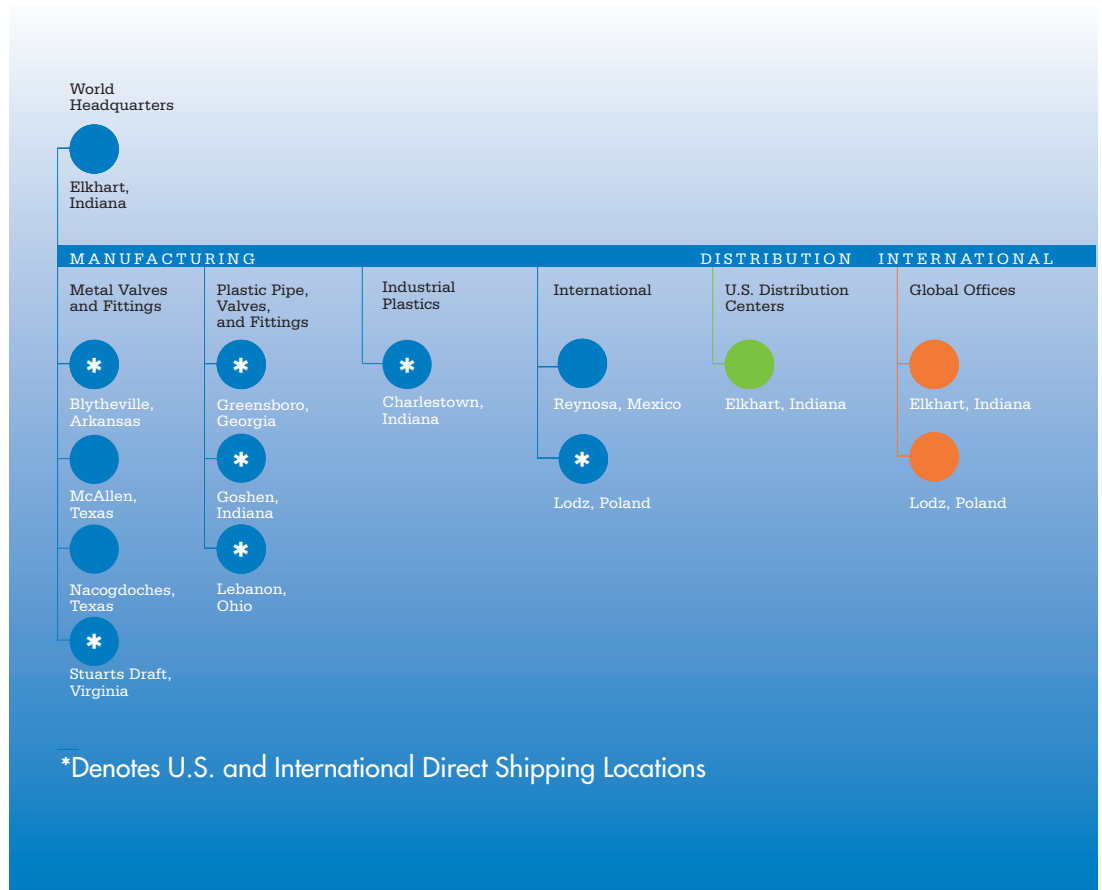 World
Headquarters
Elkhart,
Indiana
MANUFACTURING
DISTRIBUTION
INTERNATIONAL
Metal Valves
and Fittings
*
Blytheville,
Arkansas
McAllen,
Texas
Nacogdoches,
Texas
*
Stuarts Draft,
Virginia
Plastic Pipe,
Valves,
and Fittings
*
Greensboro,
Georgia
*
Goshen,
Indiana
*
Lebanon,
Ohio
Industrial
Plastics
*
Charlestown,
Indiana
International
Reynosa, Mexico
*
Lodz, Poland
U.S. Distribution
Centers
Elkhart, Indiana
Global Offices
Elkhart, Indiana
Lodz, Poland
*Denotes U.S. and International Direct Shipping Locations